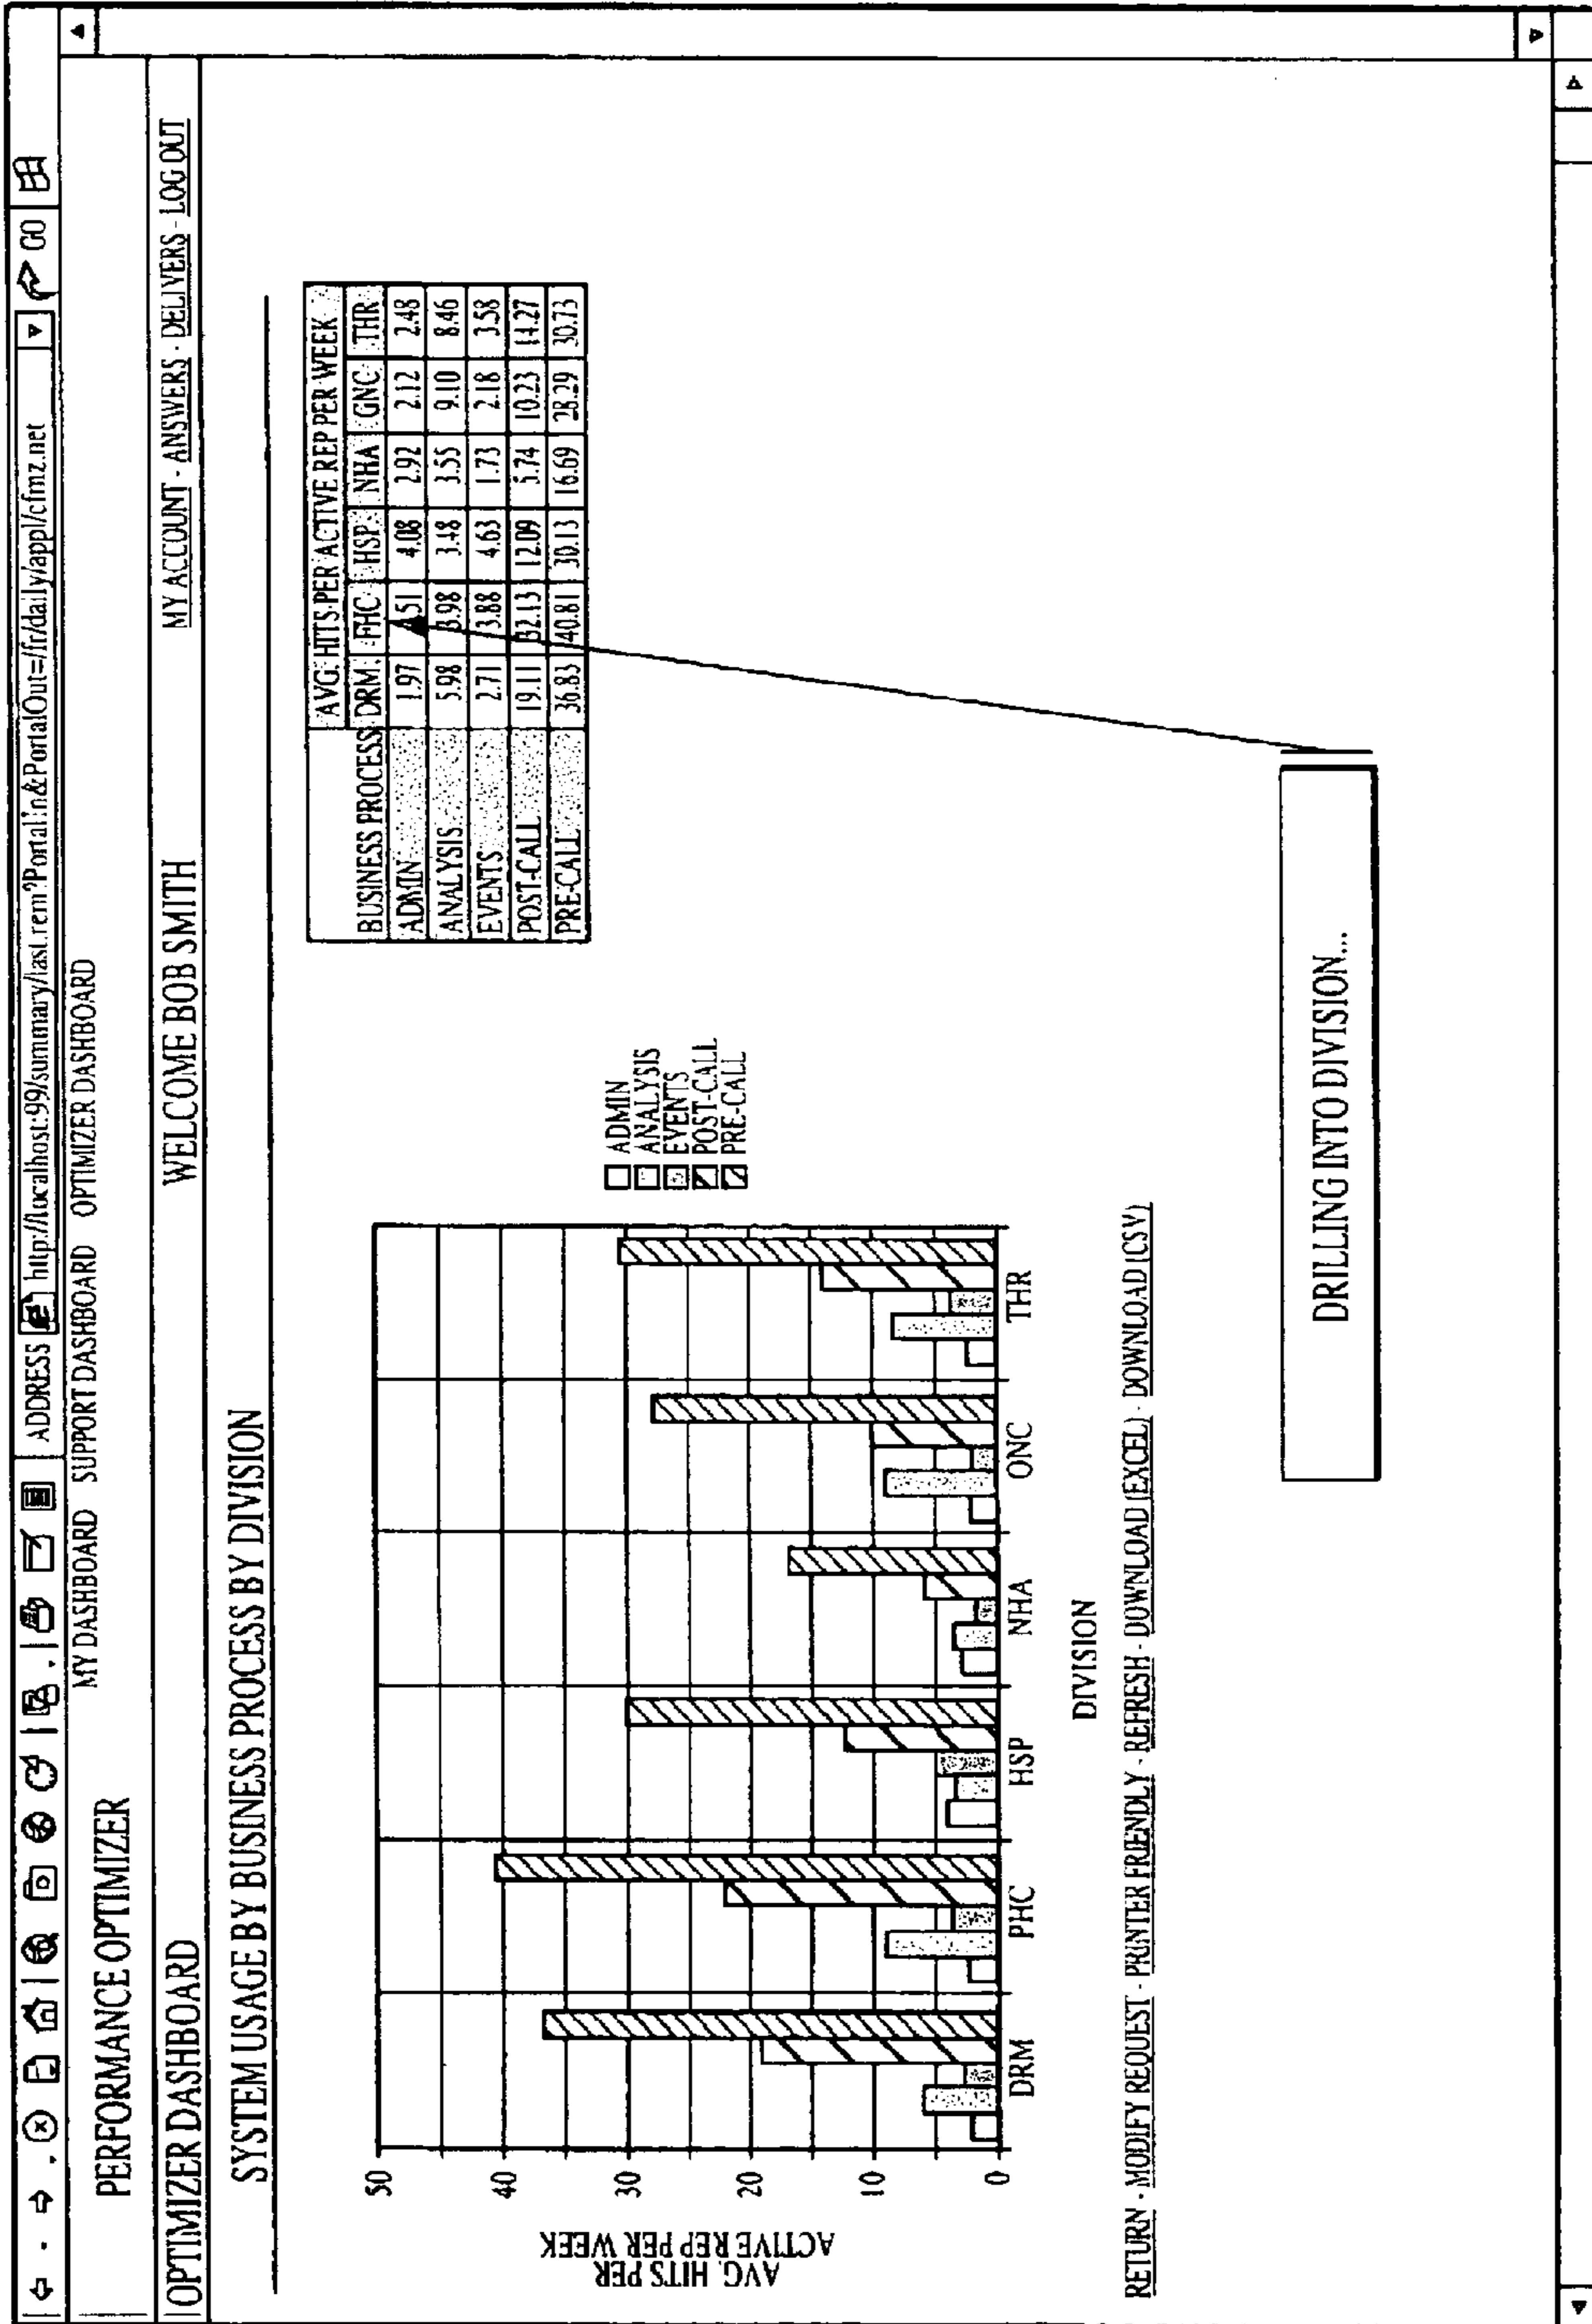 ADDRESS http://localhost:99/summary/last.rem?PortalIn&PortalOut=/fr/daily/appl/cfmz.net GO
MY DASHBOARD SUPPORT DASHBOARD OPTIMIZER DASHBOARD
PERFORMANCE OPTIMIZER
OPTIMIZER DASHBOARD WELCOME BOB SMITH MY ACCOUNT - ANSWERS - DELIVERS - LOG OUT
SYSTEM USAGE BY BUSINESS PROCESS BY DIVISION
AVG. HITS PER ACTIVE REP PER WEEK
50
40
30
20
10
0
DRM PHC HSP NHA ONC THR
DIVISION
ADMIN
ANALYSIS
EVENTS
POST-CALL
PRE-CALL
AVG. HITS PER ACTIVE REP PER WEEK
BUSINESS PROCESS DRM FHC HSP NHA GNC THR
ADMIN 1.97 51 4.08 2.92 2.12 2.48
ANALYSIS 5.98 3.98 3.48 3.55 9.10 8.46
EVENTS 2.71 3.88 4.63 1.73 2.18 3.58
POST-CALL 19.11 32.13 12.09 5.74 10.23 14.27
PRE-CALL 36.83 40.81 30.13 16.69 28.29 30.73
RETURN - MODIFY REQUEST - PRINTER FRIENDLY - REFRESH - DOWNLOAD (EXCEL) - DOWNLOAD (CSV)
DRILLING INTO DIVISION...